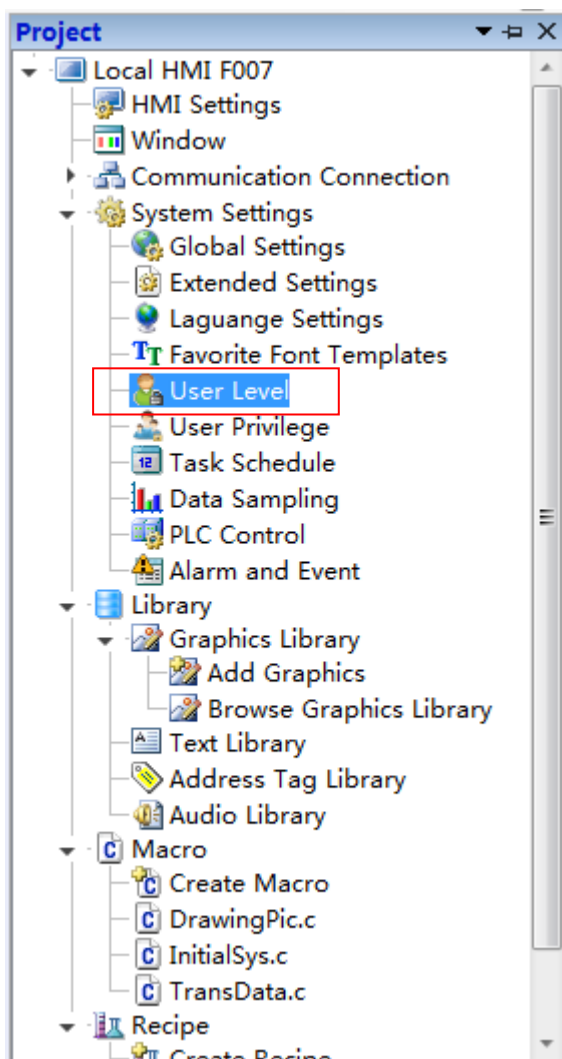 Project
Local HMI F007
HMI Settings
Window
Communication Connection
System Settings
Global Settings
Extended Settings
Laguange Settings
Favorite Font Templates
User Level
User Privilege
Task Schedule
Data Sampling
PLC Control
Alarm and Event
Library
Graphics Library
Add Graphics
Browse Graphics Library
Text Library
Address Tag Library
Audio Library
Macro
Create Macro
DrawingPic.c
InitialSys.c
TransData.c
Recipe
Create Recipe